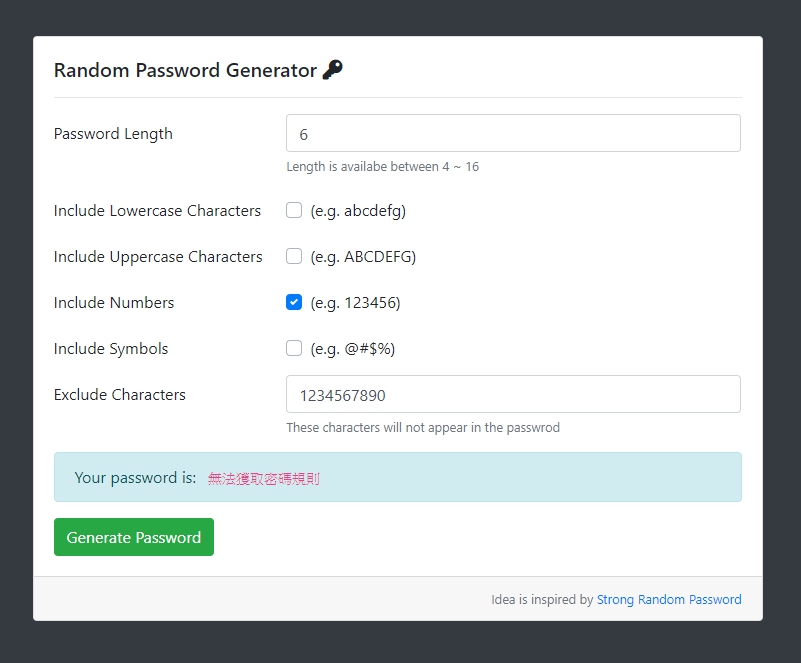 Random Password Generator
Password Length
6
Length is availabe between 4 ~ 16
Include Lowercase Characters (e.g. abcdefg)
Include Uppercase Characters (e.g. ABCDEFG)
Include Numbers (e.g. 123456)
Include Symbols (e.g. @#$%)
Exclude Characters
1234567890
These characters will not appear in the passwrod
Your password is: 無法獲取密碼規則
Generate Password
Idea is inspired by Strong Random Password